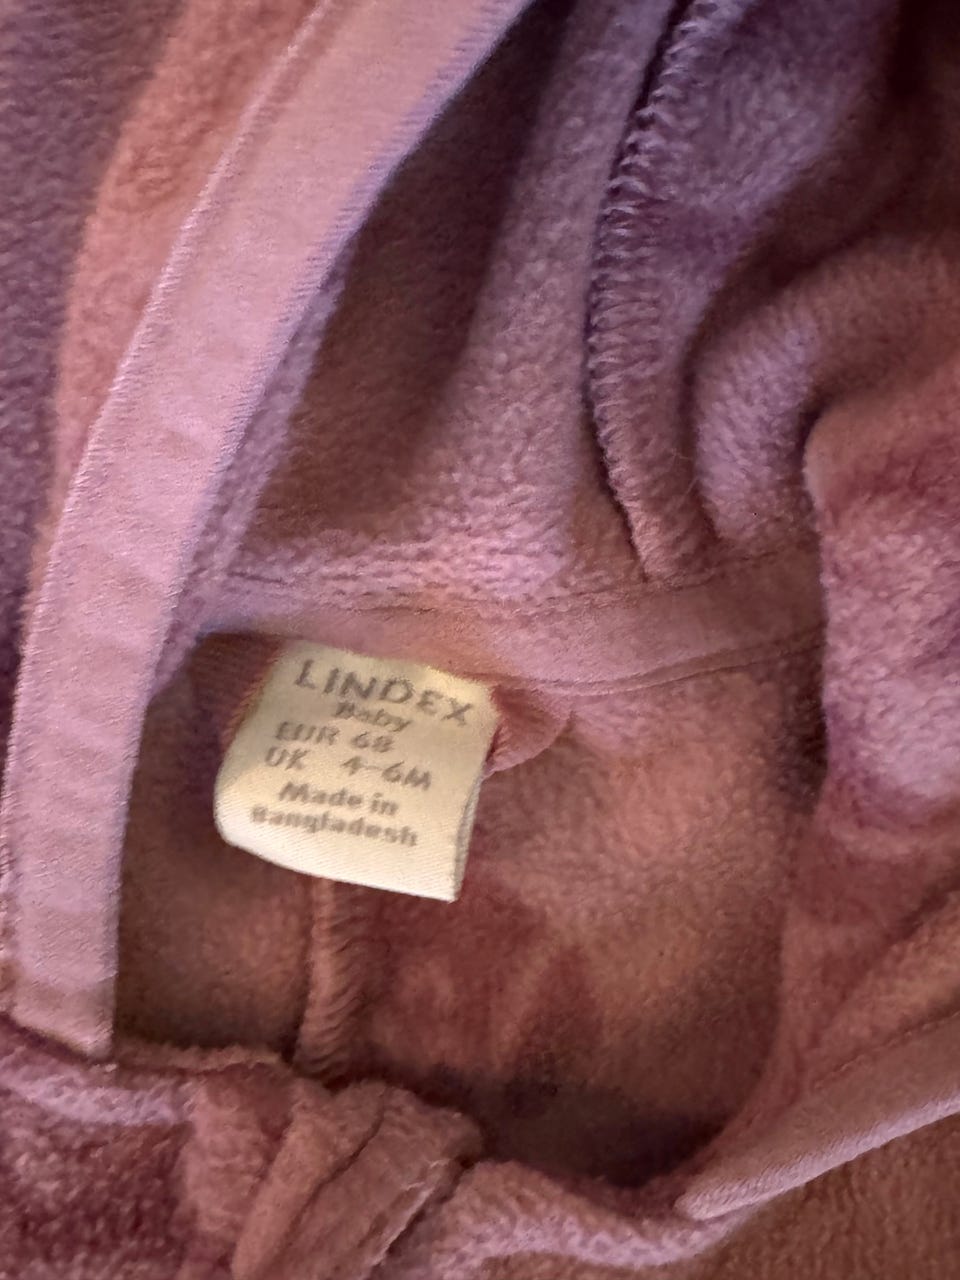 LINDEX
Baby
EUR 68
UK 4-6M
Made in
Bangladesh